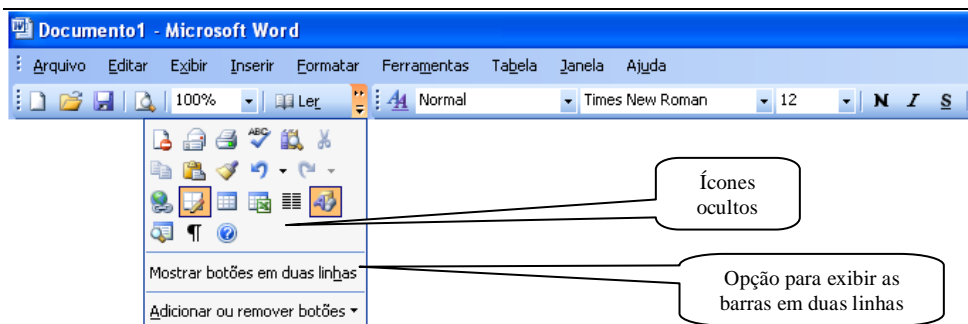 Documento1 - Microsoft Word
Arquivo Editar Exibir Inserir Formatar Ferramentas Tabela Janela Ajuda
100% Ler Normal Times New Roman 12 N I S
ABC
Ícones
ocultos
Mostrar botões em duas linhas
Opção para exibir as
barras em duas linhas
Adicionar ou remover botões